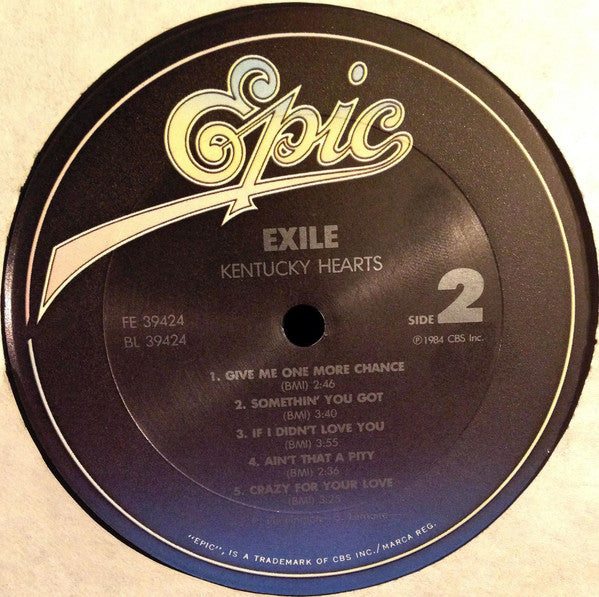 Epic
EXILE
KENTUCKY HEARTS
FE 39424
BL 39424
SIDE 2
℗1984 CBS Inc.
1. GIVE ME ONE MORE CHANCE
(BMI) 2:46
2. SOMETHIN' YOU GOT
(BMI) 3:40
3. IF I DIDN'T LOVE YOU
(BMI) 3:55
4. AIN'T THAT A PITY
(BMI) 2:36
5. CRAZY FOR YOUR LOVE
(BMI)
"EPIC", IS A TRADEMARK OF CBS INC./MARCA REG.